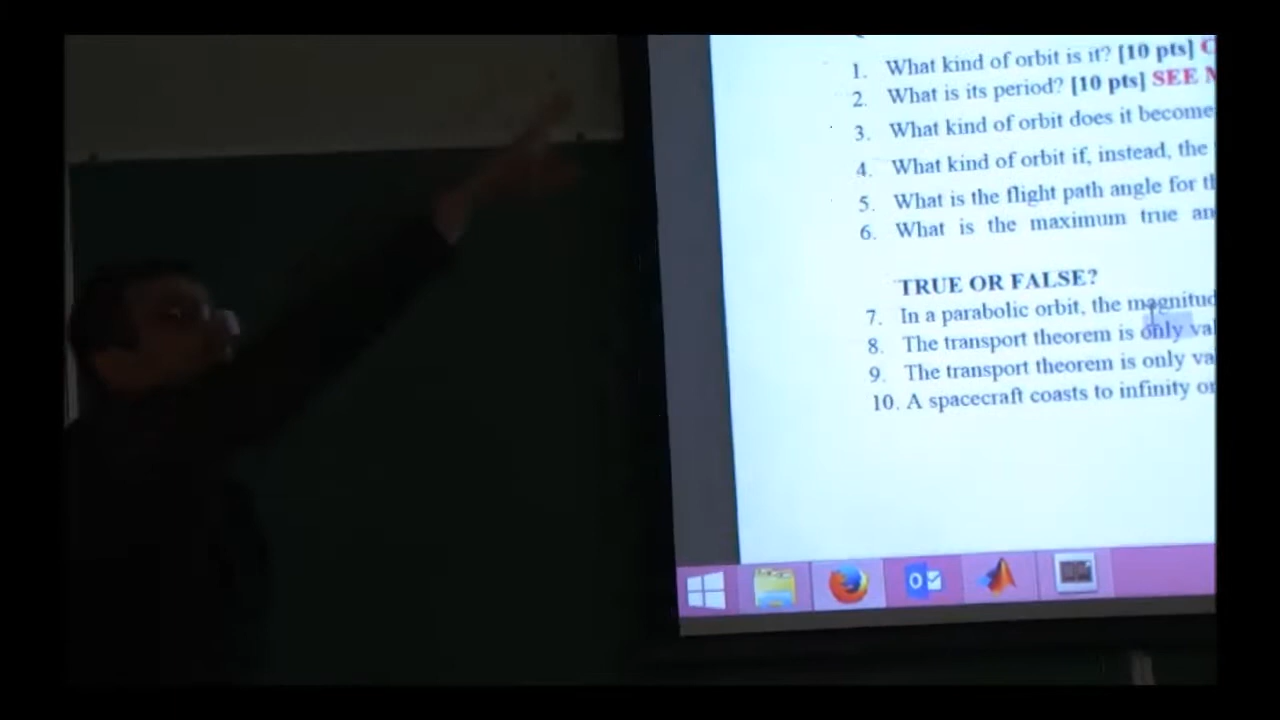 1. What kind of orbit is it? [10 pts]
2. What is its period? [10 pts] SEE
3. What kind of orbit does it become
4. What kind of orbit if, instead, the
5. What is the flight path angle for
6. What is the maximum true
TRUE OR FALSE?
7. In a parabolic orbit, the
8. The transport theorem is only
9. The transport theorem is only
10. A spacecraft coasts to infinity